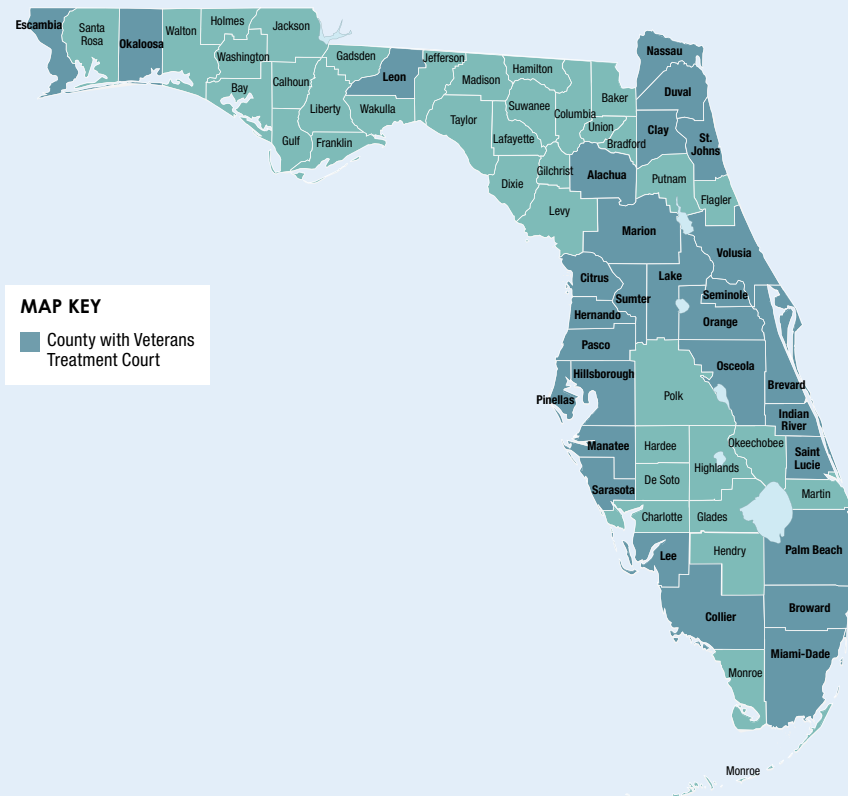 Escambia
Santa
Rosa
Okaloosa
Walton
Holmes
Washington
Bay
Jackson
Calhoun
Gulf
Liberty
Franklin
Gadsden
Leon
Wakulla
Jefferson
Madison
Taylor
Hamilton
Suwanee
Lafayette
Dixie
Columbia
Gilchrist
Levy
Baker
Union
Bradford
Alachua
Nassau
Duval
Clay
St.
Johns
Putnam
Flagler
Marion
Volusia
Citrus
Sumter
Lake
Seminole
Hernando
Orange
Pasco
Osceola
Hillsborough
Pinellas
Polk
Brevard
Indian
River
Manatee
Hardee
Okeechobee
Highlands
Saint
Lucie
Sarasota
De Soto
Martin
Charlotte
Glades
Lee
Hendry
Palm Beach
Collier
Broward
Miami-Dade
Monroe
Monroe
MAP KEY
County with Veterans
Treatment Court